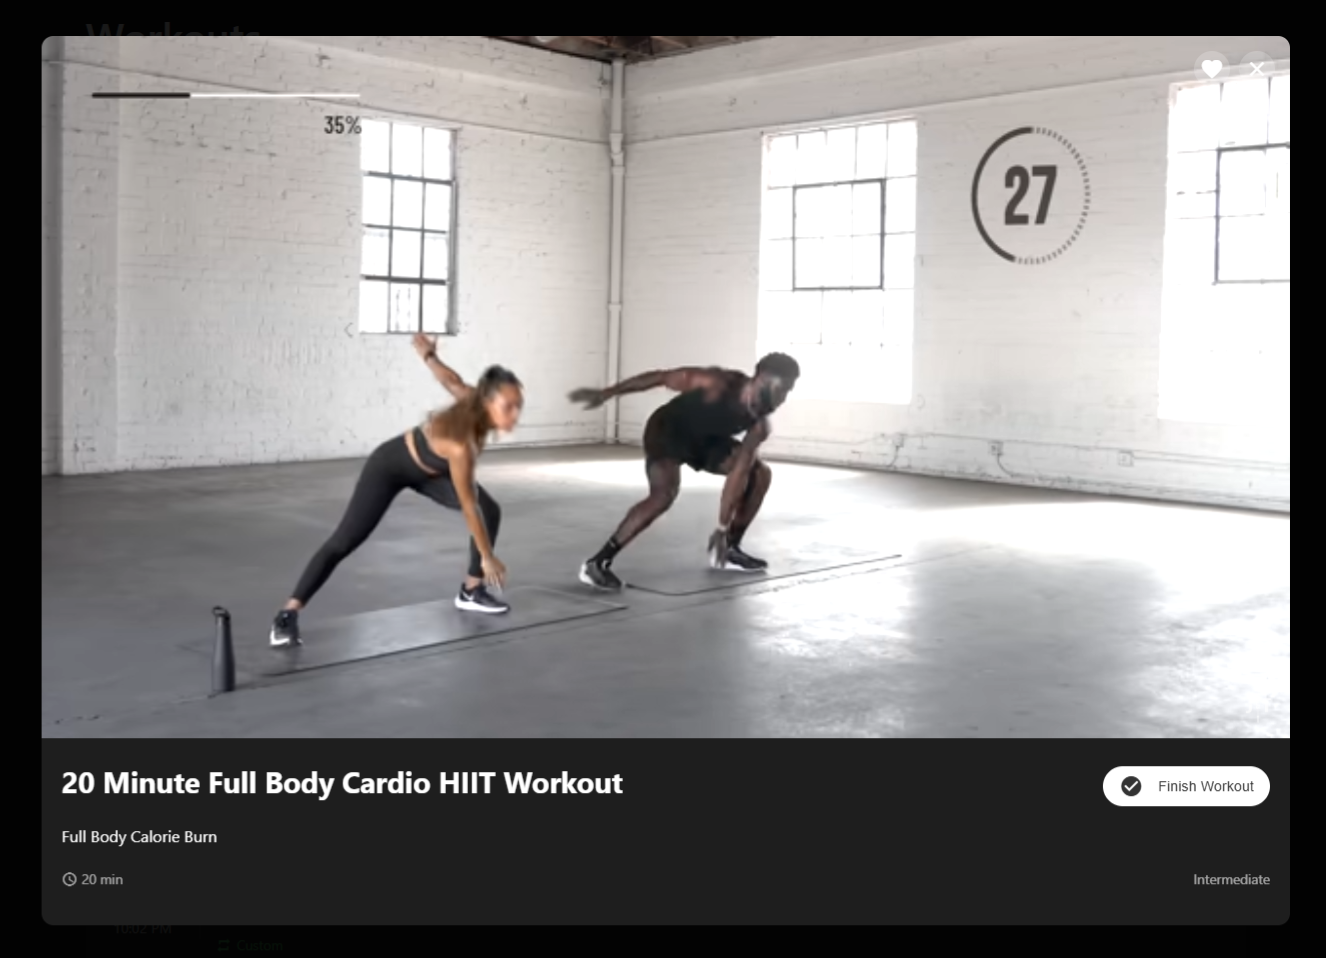 Workouts
35%
27
20 Minute Full Body Cardio HIIT Workout
Finish Workout
Full Body Calorie Burn
20 min
Intermediate
10:02 PM
Custom